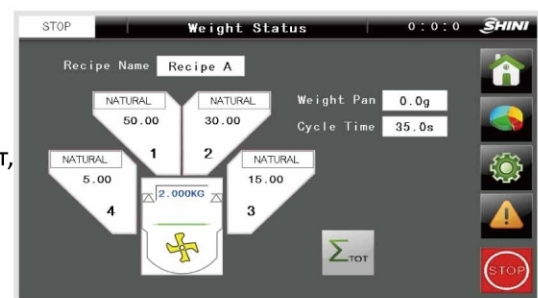 STOP Weight Status 0:0:0 SHINI
Recipe Name Recipe A
NATURAL NATURAL Weight Pan 0.0g
50.00 30.00 Cycle Time 35.0s
т,
1 2
NATURAL NATURAL
5.00 2.000KG 15.00
4 3
ΣTOT
STOP